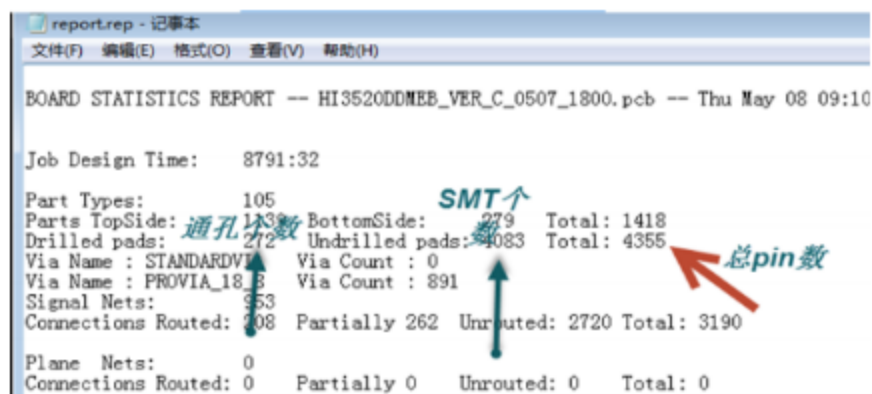 report.rep - 记事本
文件(F) 编辑(E) 格式(O) 查看(V) 帮助(H)
BOARD STATISTICS REPORT -- HI3520DDMEB_VER_C_0507_1800.pcb -- Thu May 08 09:10
Job Design Time: 8791:32
Part Types: 105
SMT个数
Parts TopSide: 1139 BottomSide: 279 Total: 1418
通孔个数
Drilled pads: 272 Undrilled pads: 4083 Total: 4355
总pin数
Via Name : STANDARDVI Via Count : 0
Via Name : PROVIA_18_8 Via Count : 891
Signal Nets: 953
Connections Routed: 208 Partially 262 Unrouted: 2720 Total: 3190
Plane Nets: 0
Connections Routed: 0 Partially 0 Unrouted: 0 Total: 0